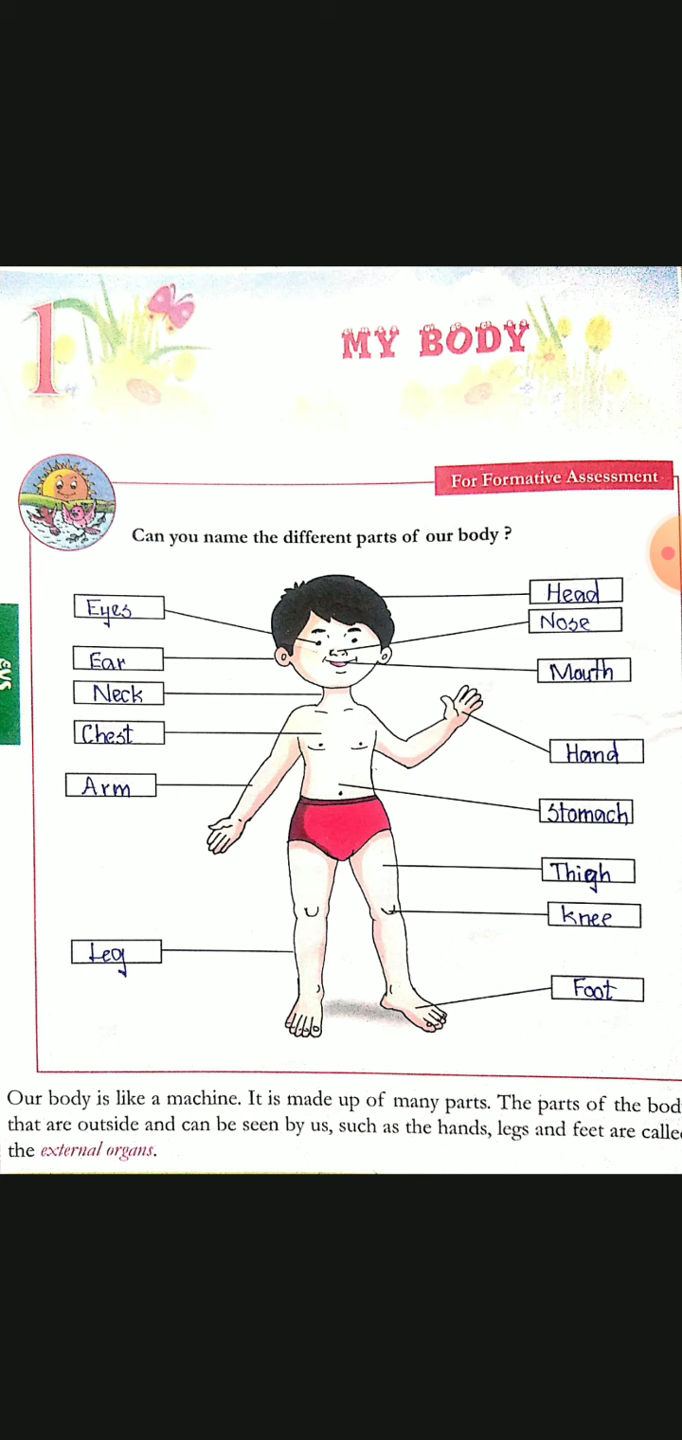 1
MY BODY
For Formative Assessment
Can you name the different parts of our body ?
Eyes
Head
Nose
Ear
Mouth
Neck
Chest
Hand
Arm
Stomach
Thigh
Knee
Leg
Foot
EVS
Our body is like a machine. It is made up of many parts. The parts of the bod
that are outside and can be seen by us, such as the hands, legs and feet are calle
the external organs.